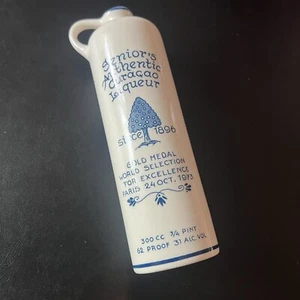 Senior's
Authentic
Curaçao
Liqueur
since 1896
GOLD MEDAL
WORLD SELECTION
FOR EXCELLENCE
PARIS 24 OCT. 1973
300 CC 3/4 PINT
62 PROOF 31 ALC. VOL